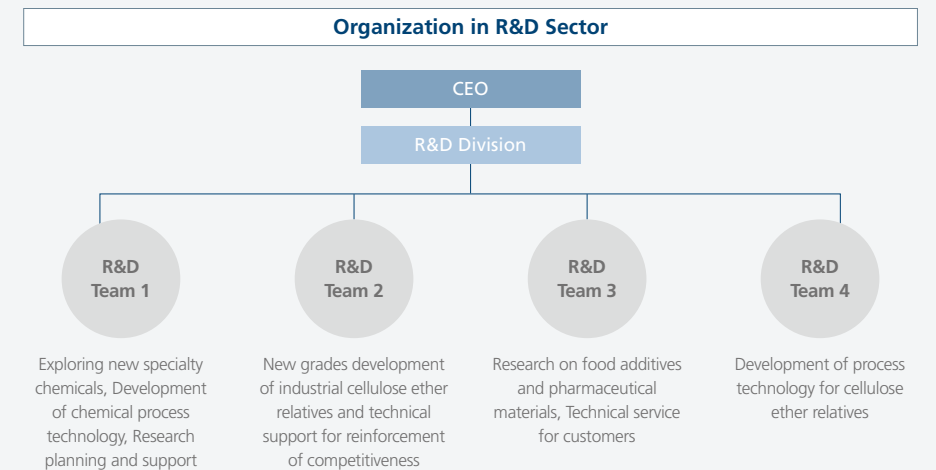 Organization in R&D Sector
CEO
R&D Division
R&D
Team 1
Exploring new specialty
chemicals, Development
of chemical process
technology, Research
planning and support
R&D
Team 2
New grades development
of industrial cellulose ether
relatives and technical
support for reinforcement
of competitiveness
R&D
Team 3
Research on food additives
and pharmaceutical
materials, Technical service
for customers
R&D
Team 4
Development of process
technology for cellulose
ether relatives